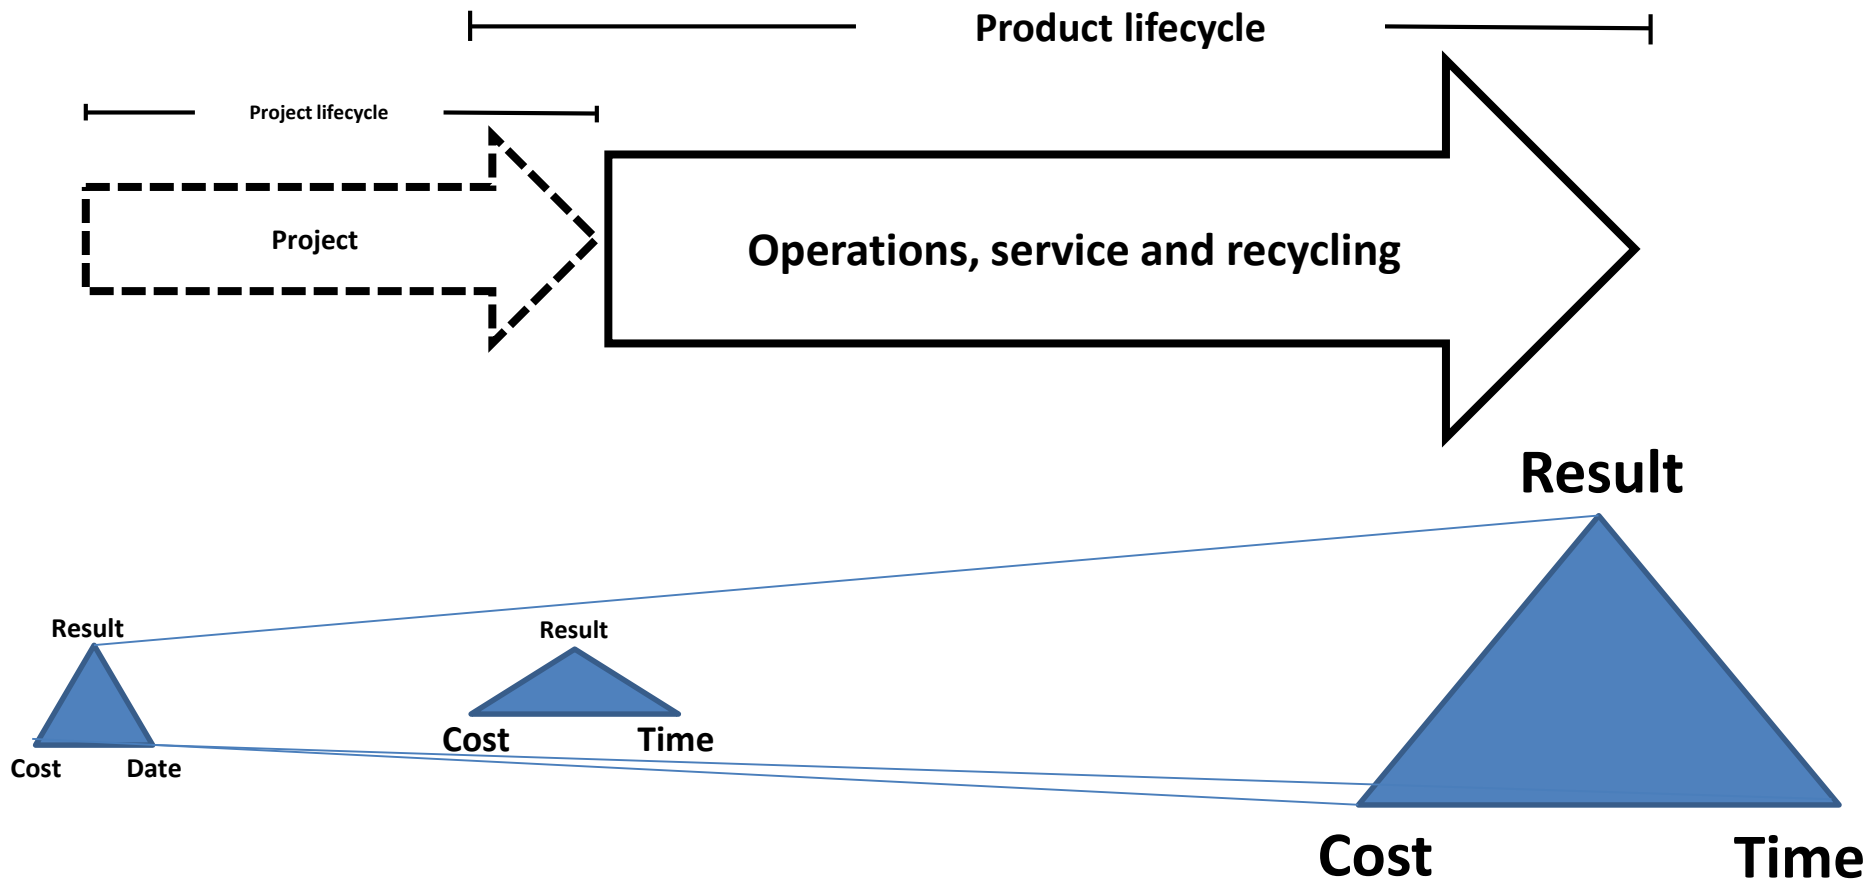 Product lifecycle
Project lifecycle
Project
Operations, service and recycling
Result
Result
Result
Cost
Time
Cost
Date
Cost
Time